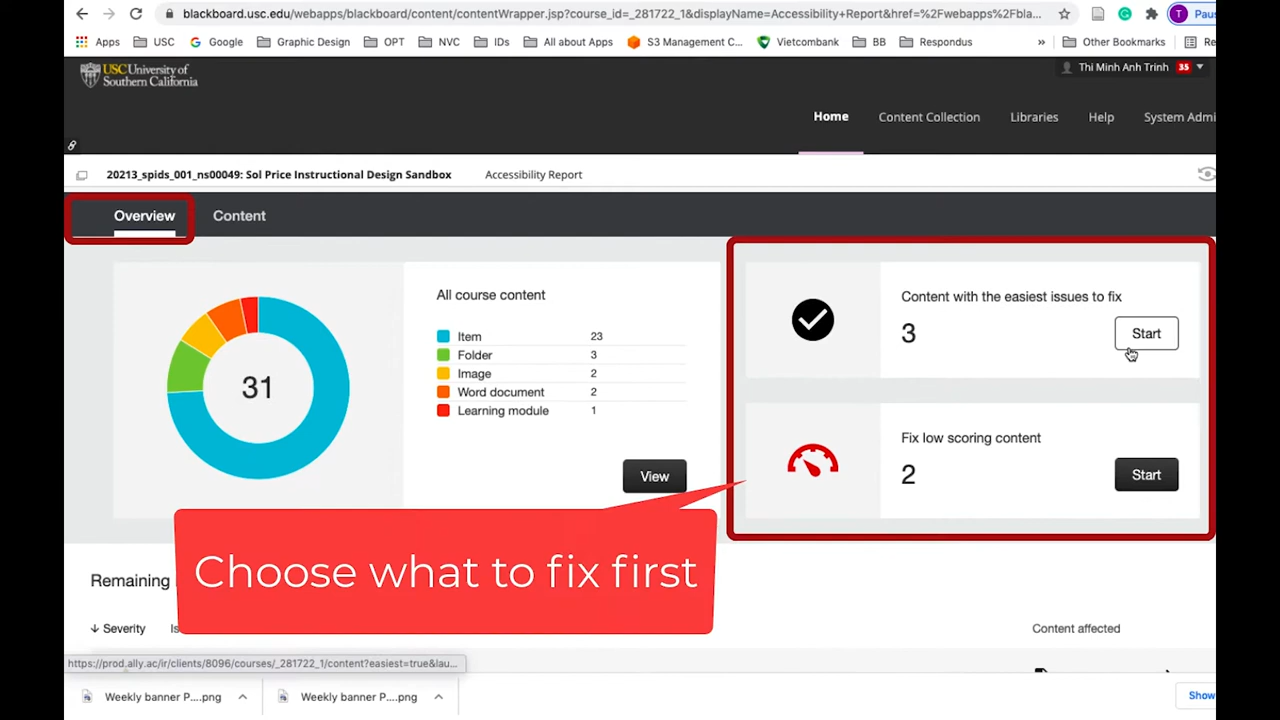 blackboard.usc.edu/webapps/blackboard/content/contentWrapper.jsp?course_id=_281722_1&displayName=Accessibility+Report&href=%2Fwebapps%2Fbla...
T Paus
Apps USC Google Graphic Design OPT NVC IDs All about Apps S3 Management C... Vietcombank BB Respondus » Other Bookmarks Re
USC University of
Southern California
Thi Minh Anh Trinh 35
Home Content Collection Libraries Help System Admi
20213_spids_001_ns00049: Sol Price Instructional Design Sandbox Accessibility Report
Overview Content
31
All course content
Item 23
Folder 3
Image 2
Word document 2
Learning module 1
View
Content with the easiest issues to fix
3
Start
Fix low scoring content
2
Start
Choose what to fix first
Remaining
Severity Is
Content affected
https://prod.ally.ac/ir/clients/8096/courses/_281722_1/content?easiest=true&lau...
Weekly banner P....png Weekly banner P....png Show